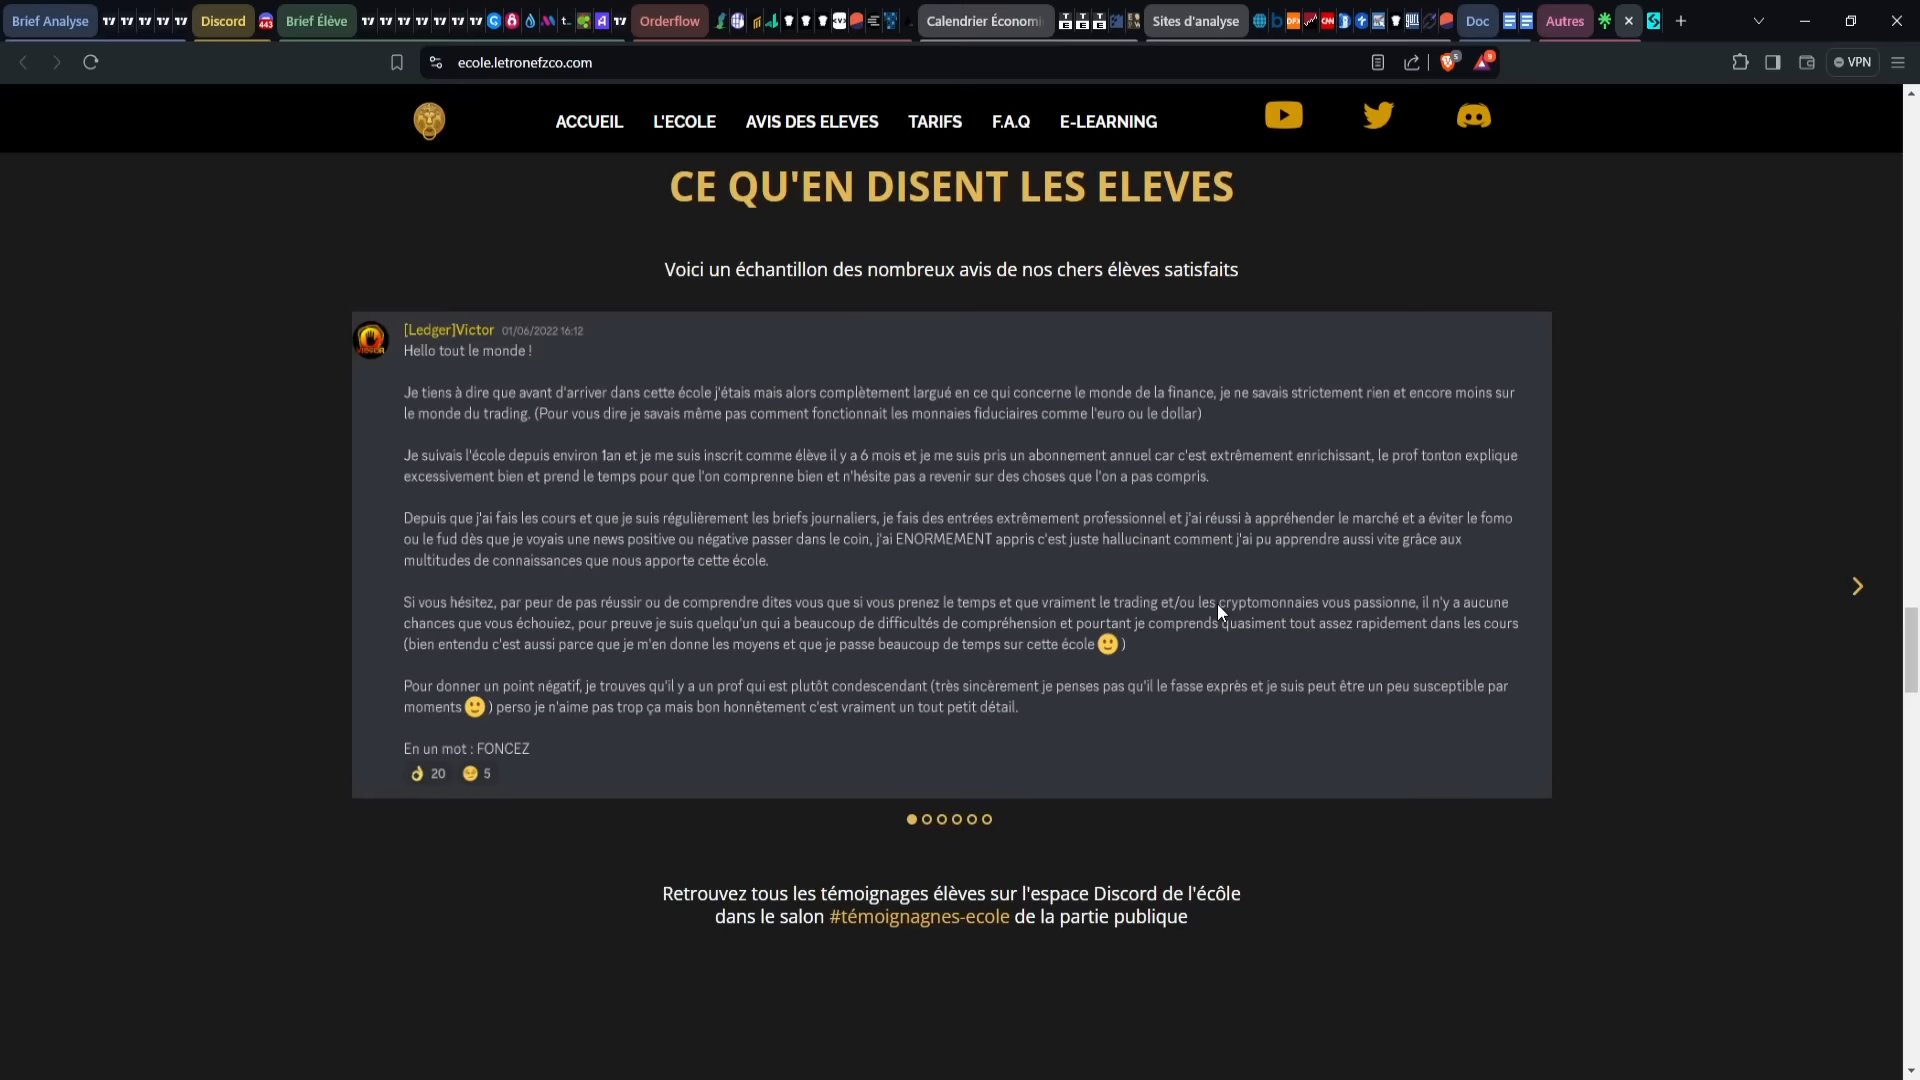 Brief Analyse
Discord
443
Brief Élève
t..
Orderflow
Calendrier Économi
Sites d'analyse
CNN
Doc
Autres
ecole.letronefzco.com
5
9
VPN
ACCUEIL
L'ECOLE
AVIS DES ELEVES
TARIFS
F.A.Q
E-LEARNING
CE QU'EN DISENT LES ELEVES
Voici un échantillon des nombreux avis de nos chers élèves satisfaits
[Ledger]Victor 01/06/2022 16:12
Hello tout le monde !
Je tiens à dire que avant d'arriver dans cette école j'étais mais alors complètement largué en ce qui concerne le monde de la finance, je ne savais strictement rien et encore moins sur
le monde du trading. (Pour vous dire je savais même pas comment fonctionnait les monnaies fiduciaires comme l'euro ou le dollar)
Je suivais l'école depuis environ 1an et je me suis inscrit comme élève il y a 6 mois et je me suis pris un abonnement annuel car c'est extrêmement enrichissant, le prof tonton explique
excessivement bien et prend le temps pour que l'on comprenne bien et n'hésite pas a revenir sur des choses que l'on a pas compris.
Depuis que j'ai fais les cours et que je suis régulièrement les briefs journaliers, je fais des entrées extrêmement professionnel et j'ai réussi à appréhender le marché et a éviter le fomo
ou le fud dès que je voyais une news positive ou négative passer dans le coin, j'ai ENORMEMENT appris c'est juste hallucinant comment j'ai pu apprendre aussi vite grâce aux
multitudes de connaissances que nous apporte cette école.
Si vous hésitez, par peur de pas réussir ou de comprendre dites vous que si vous prenez le temps et que vraiment le trading et/ou les cryptomonnaies vous passionne, il n'y a aucune
chances que vous échouiez, pour preuve je suis quelqu'un qui a beaucoup de difficultés de compréhension et pourtant je comprends quasiment tout assez rapidement dans les cours
(bien entendu c'est aussi parce que je m'en donne les moyens et que je passe beaucoup de temps sur cette école 🙂 )
Pour donner un point négatif, je trouves qu'il y a un prof qui est plutôt condescendant (très sincèrement je penses pas qu'il le fasse exprès et je suis peut être un peu susceptible par
moments 🙂 ) perso je n'aime pas trop ça mais bon honnêtement c'est vraiment un tout petit détail.
En un mot : FONCEZ
👌 20 5
Retrouvez tous les témoignages élèves sur l'espace Discord de l'écôle
dans le salon #témoignagnes-ecole de la partie publique